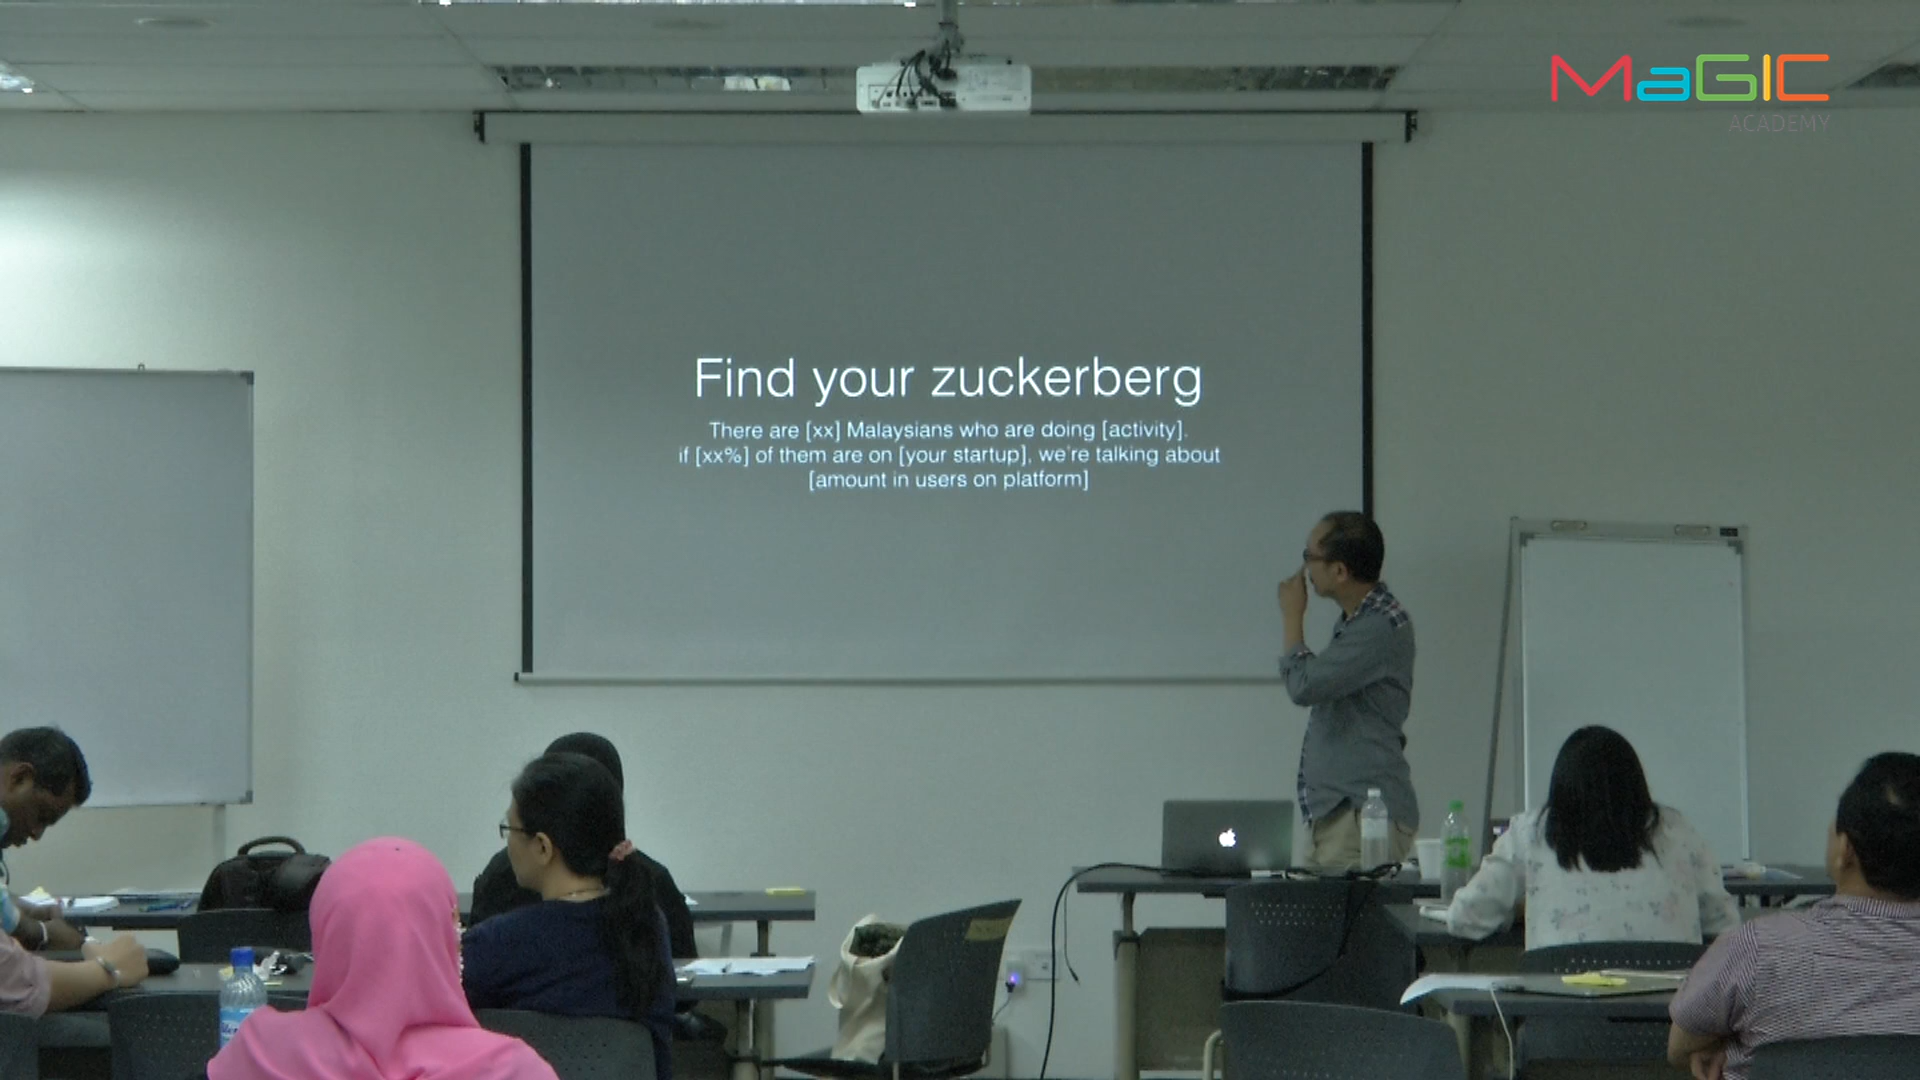 MaGIC
ACADEMY
Find your zuckerberg
There are [xx] Malaysians who are doing [activity].
if [xx%] of them are on [your startup], we're talking about
[amount in users on platform]